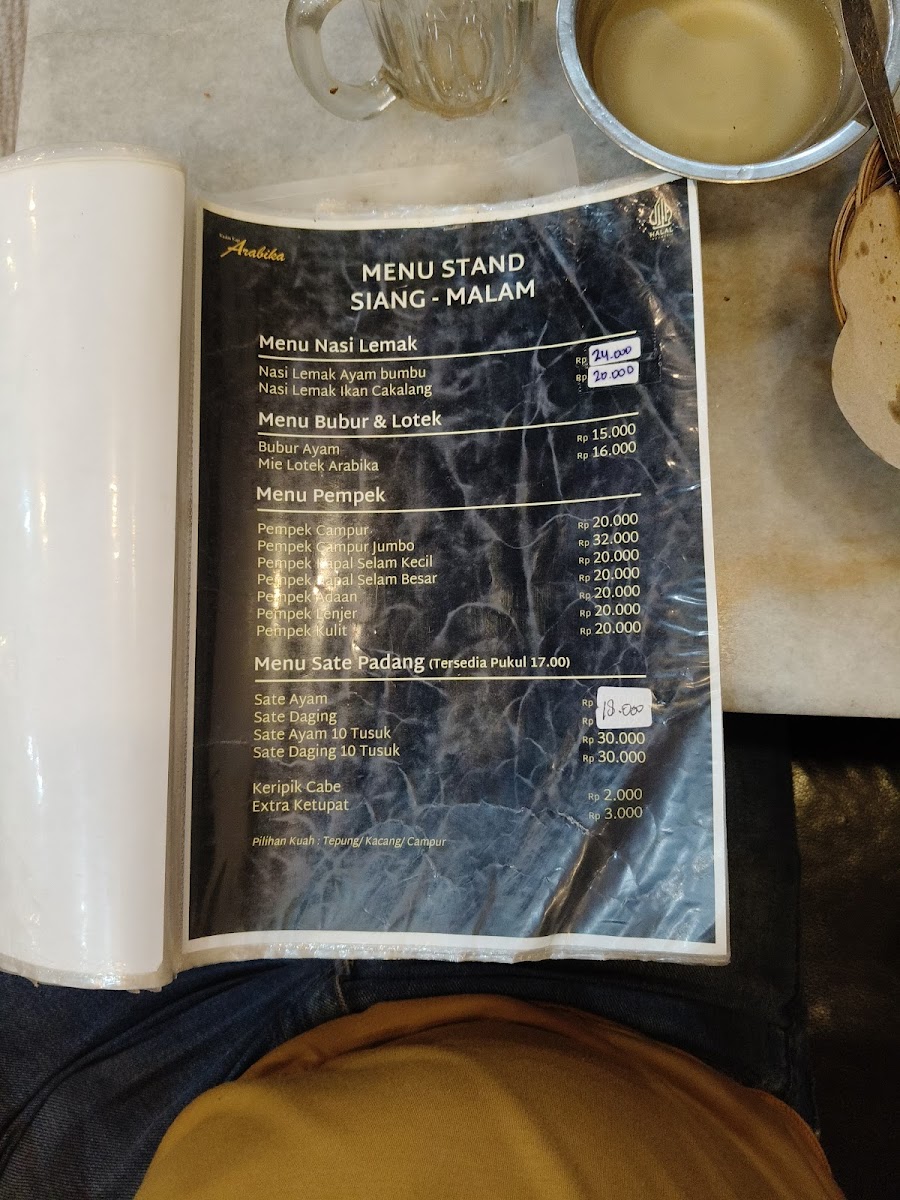 Arabika
HALAL
INDONESIA
MENU STAND
SIANG - MALAM
Menu Nasi Lemak
Nasi Lemak Ayam bumbu Rp 24.000
Nasi Lemak Ikan Cakalang Rp 20.000
Menu Bubur & Lotek
Bubur Ayam Rp 15.000
Mie Lotek Arabika Rp 16.000
Menu Pempek
Pempek Campur Rp 20.000
Pempek Campur Jumbo Rp 32.000
Pempek Kapal Selam Kecil Rp 20.000
Pempek Kapal Selam Besar Rp 20.000
Pempek Adaan Rp 20.000
Pempek Lenjer Rp 20.000
Pempek Kulit Rp 20.000
Menu Sate Padang (Tersedia Pukul 17.00)
Sate Ayam Rp 18.000
Sate Daging Rp
Sate Ayam 10 Tusuk Rp 30.000
Sate Daging 10 Tusuk Rp 30.000
Keripik Cabe Rp 2.000
Extra Ketupat Rp 3.000
Pilihan Kuah : Tepung/ Kacang/ Campur